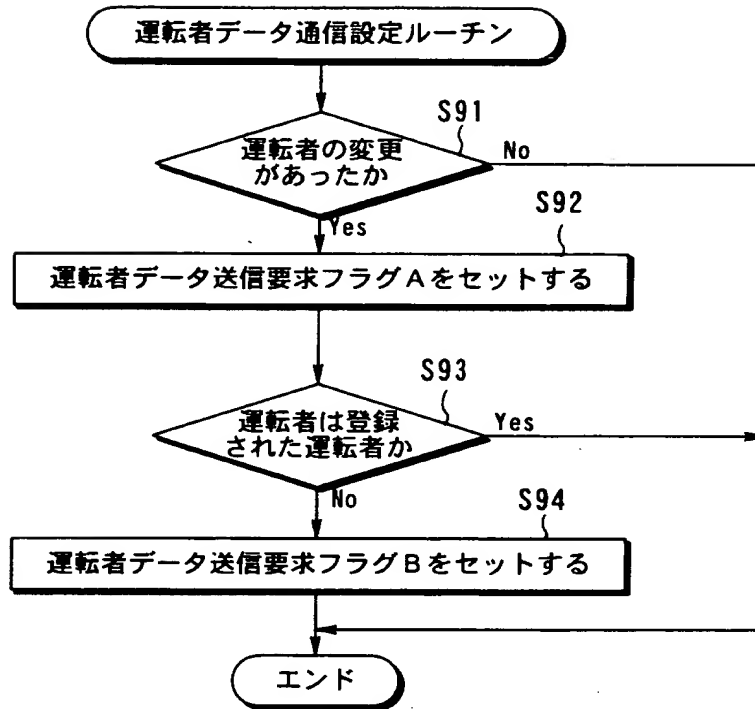 運転者データ通信設定ルーチン
S91
運転者の変更
があったか
No
Yes
S92
運転者データ送信要求フラグAをセットする
S93
運転者は登録
された運転者か
Yes
No
S94
運転者データ送信要求フラグBをセットする
エンド